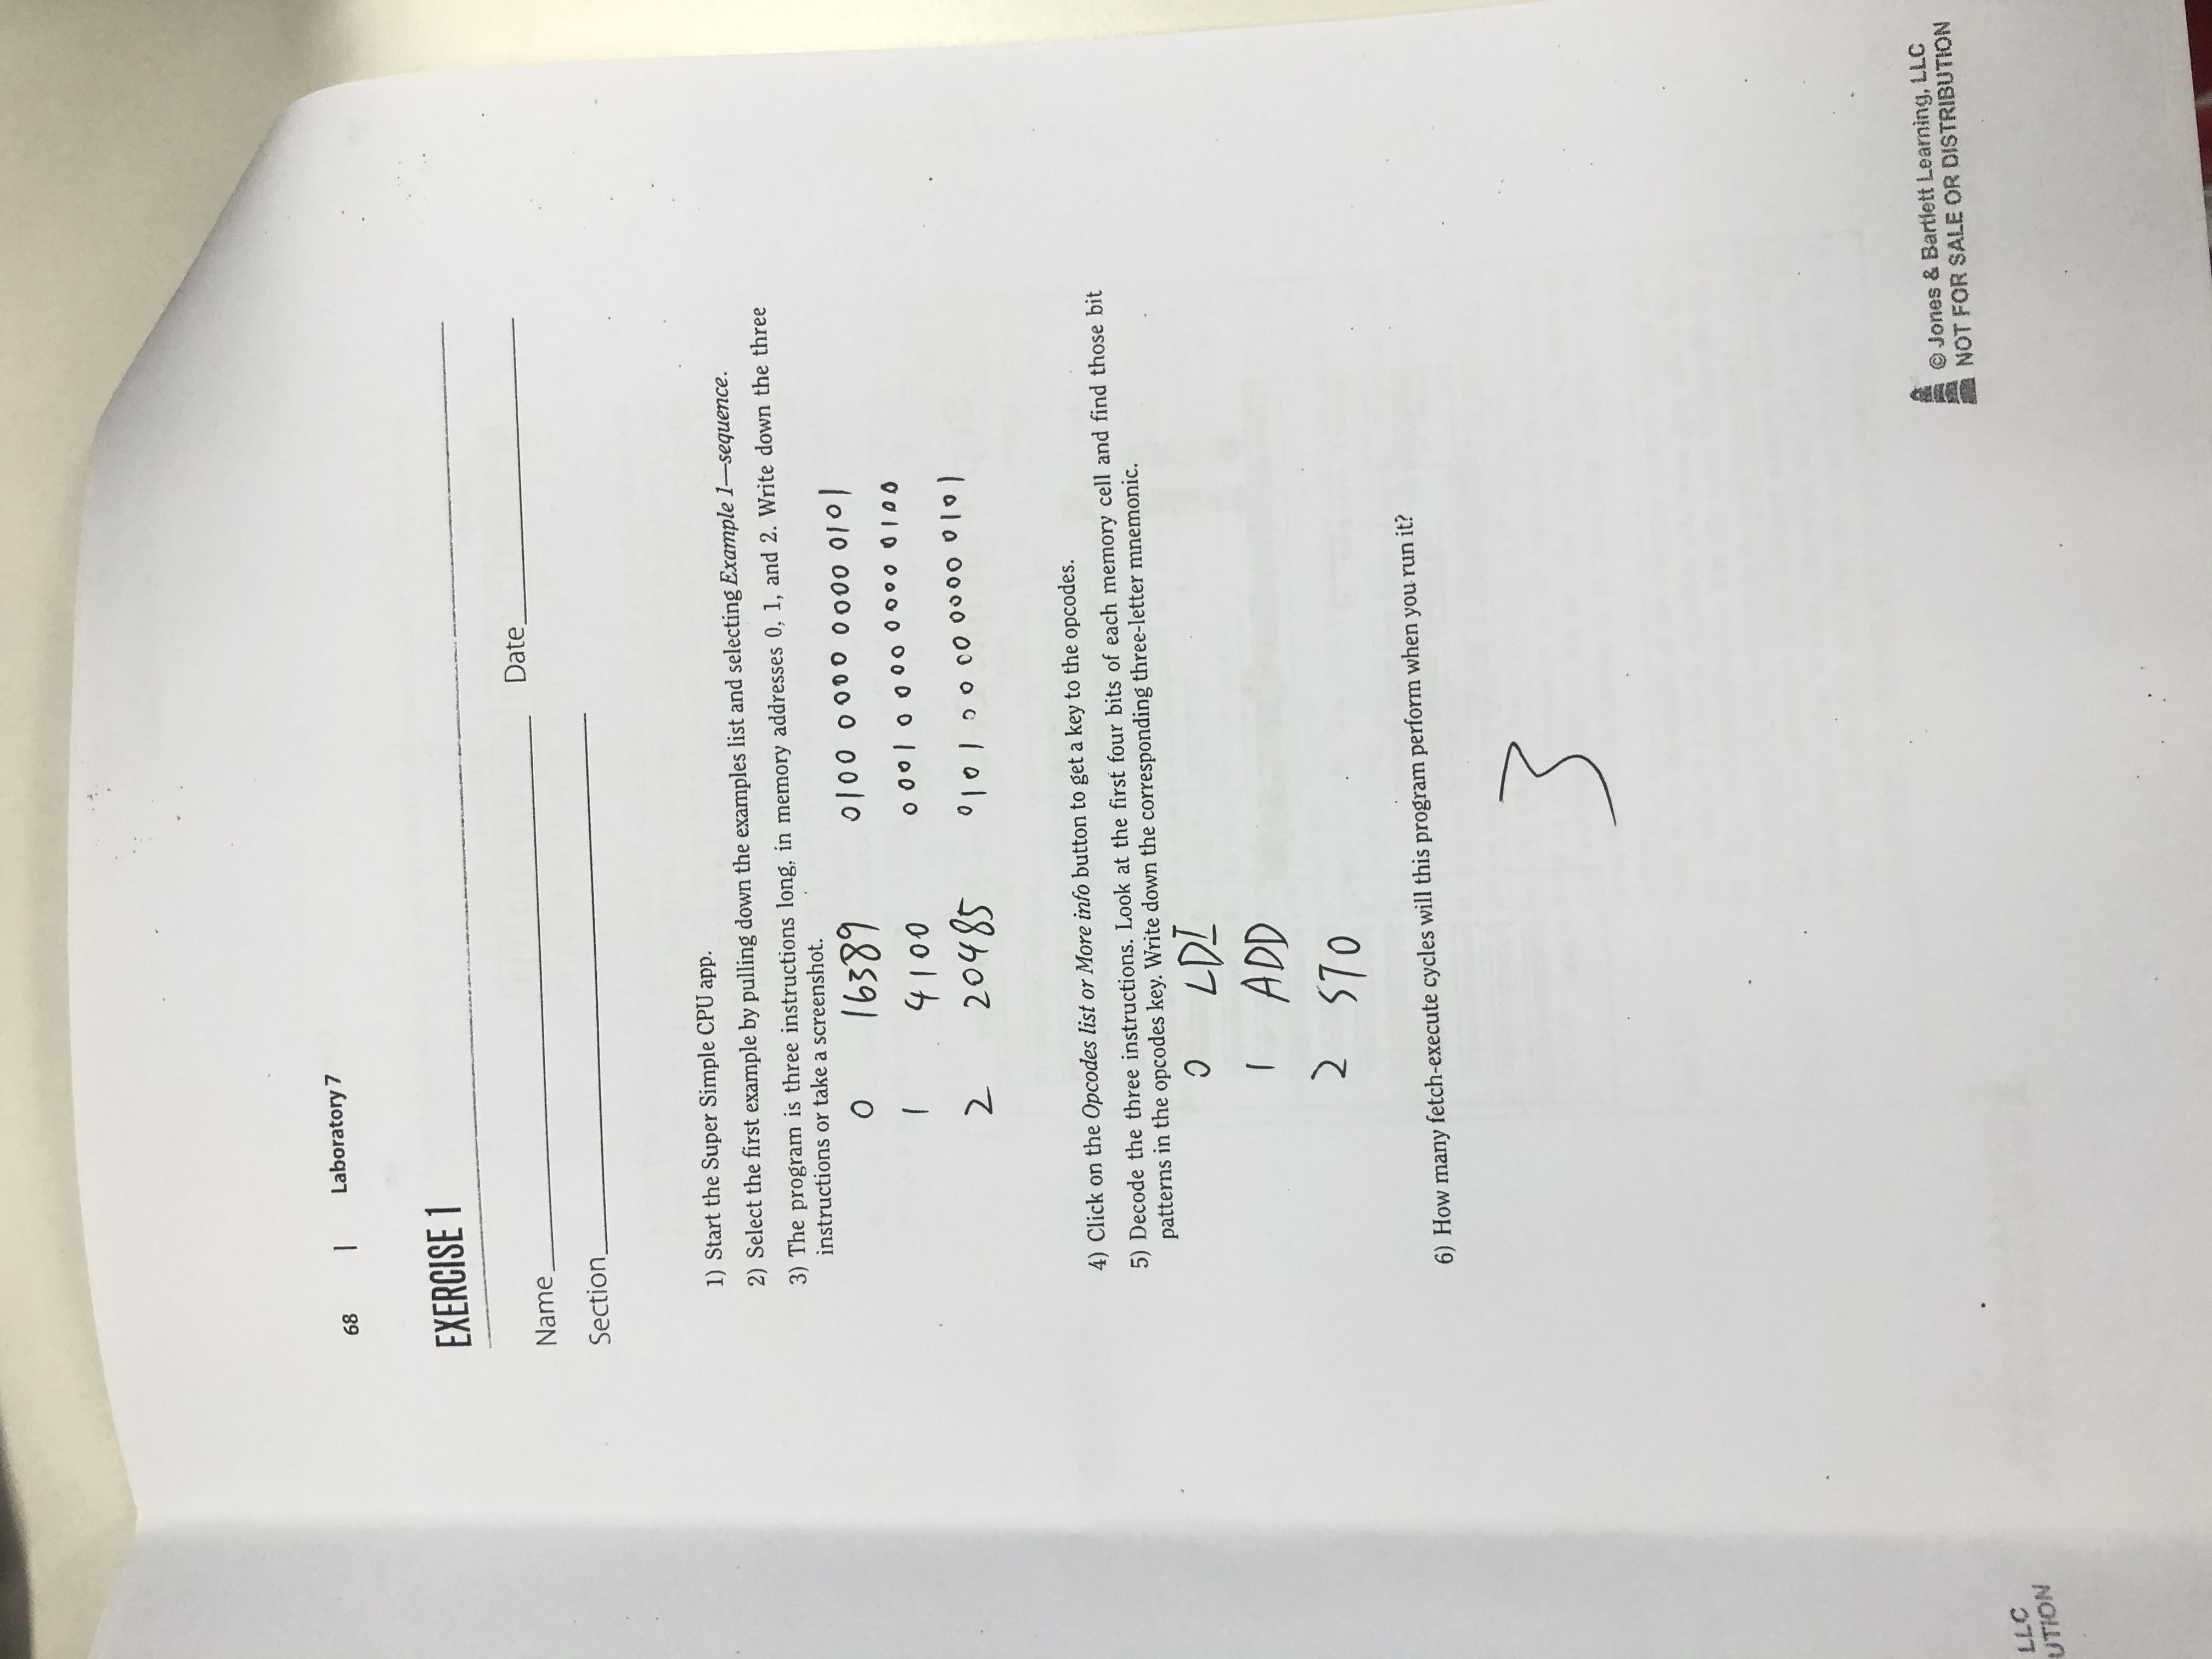 68 | Laboratory 7
EXERCISE 1
Name Date
Section
1) Start the Super Simple CPU app.
2) Select the first example by pulling down the examples list and selecting Example 1—sequence.
3) The program is three instructions long, in memory addresses 0, 1, and 2. Write down the three
instructions or take a screenshot.
0 16389 0100 0000 0000 0101
1 4100 0001 0000 0000 0100
2 20485 0101 0000 0000 0101
4) Click on the Opcodes list or More info button to get a key to the opcodes.
5) Decode the three instructions. Look at the first four bits of each memory cell and find those bit
patterns in the opcodes key. Write down the corresponding three-letter mnemonic.
0 LDI
1 ADD
2 STO
6) How many fetch-execute cycles will this program perform when you run it?
3
© Jones & Bartlett Learning, LLC
NOT FOR SALE OR DISTRIBUTION
LLC
UTION